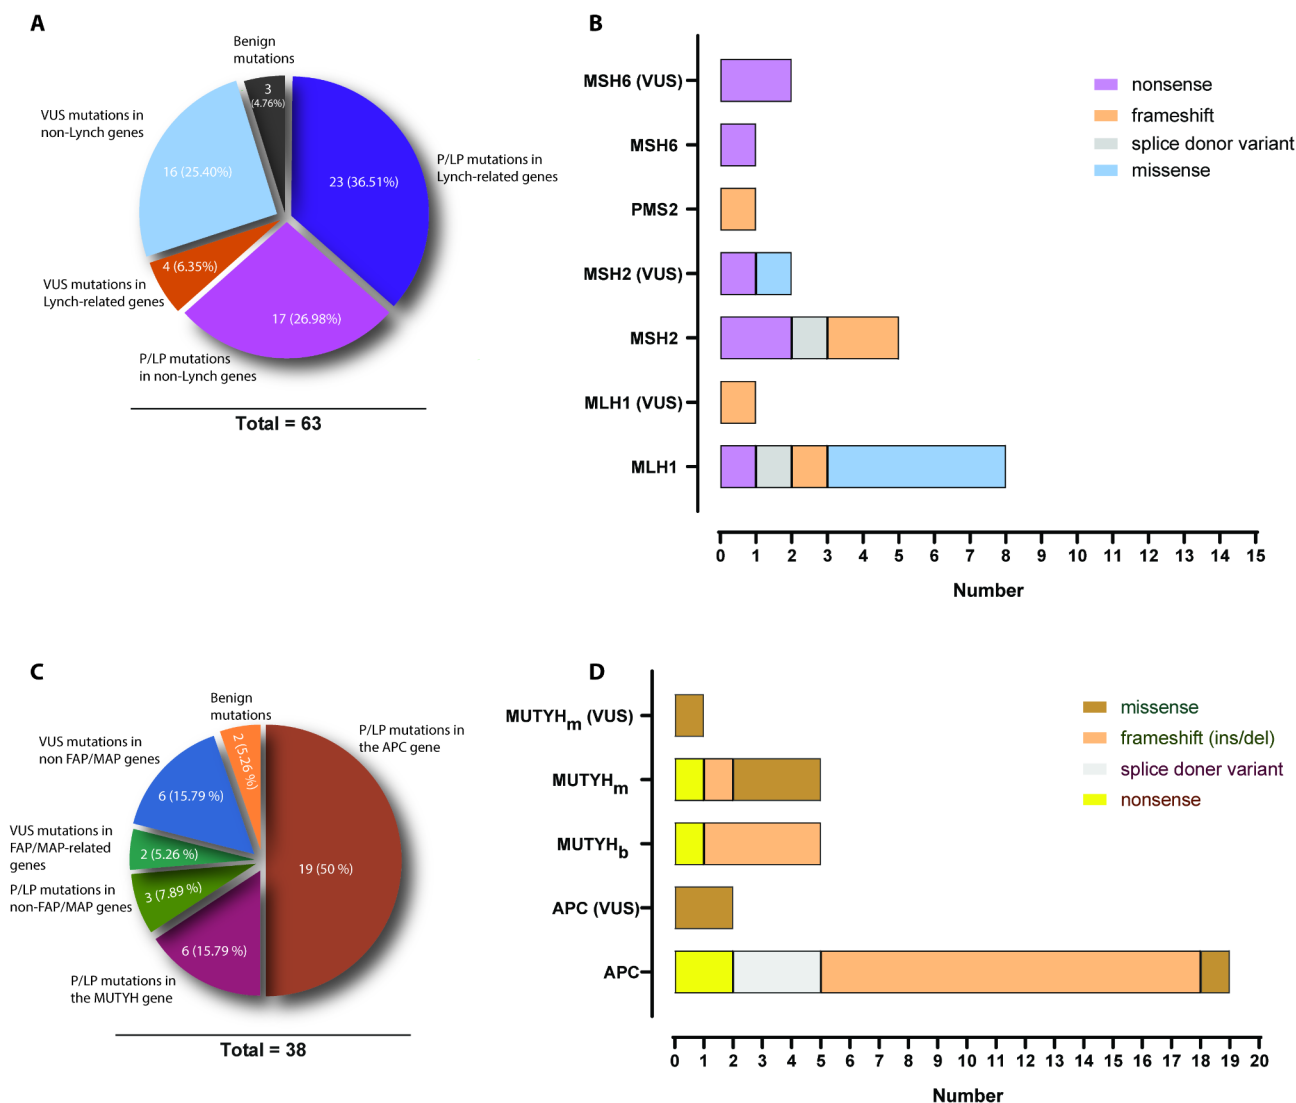 A
Benign
mutations
3
(4.76%)
VUS mutations in
non-Lynch genes
16 (25.40%)
P/LP mutations in
Lynch-related genes
23 (36.51%)
4 (6.35%)
VUS mutations in
Lynch-related genes
17 (26.98%)
P/LP mutations
in non-Lynch genes
Total = 63
B
MSH6 (VUS)
MSH6
PMS2
MSH2 (VUS)
MSH2
MLH1 (VUS)
MLH1
nonsense
frameshift
splice donor variant
missense
0 1 2 3 4 5 6 7 8 9 10 11 12 13 14 15
Number
C
Benign
mutations
2 (5.26 %)
P/LP mutations in
the APC gene
19 (50 %)
VUS mutations in
non FAP/MAP genes
6 (15.79 %)
VUS mutations in
FAP/MAP-related
genes
2 (5.26 %)
P/LP mutations in
non-FAP/MAP genes
3 (7.89 %)
6 (15.79 %)
P/LP mutations in
the MUTYH gene
Total = 38
D
MUTYHm (VUS)
MUTYHm
MUTYHb
APC (VUS)
APC
missense
frameshift (ins/del)
splice doner variant
nonsense
0 1 2 3 4 5 6 7 8 9 10 11 12 13 14 15 16 17 18 19 20
Number